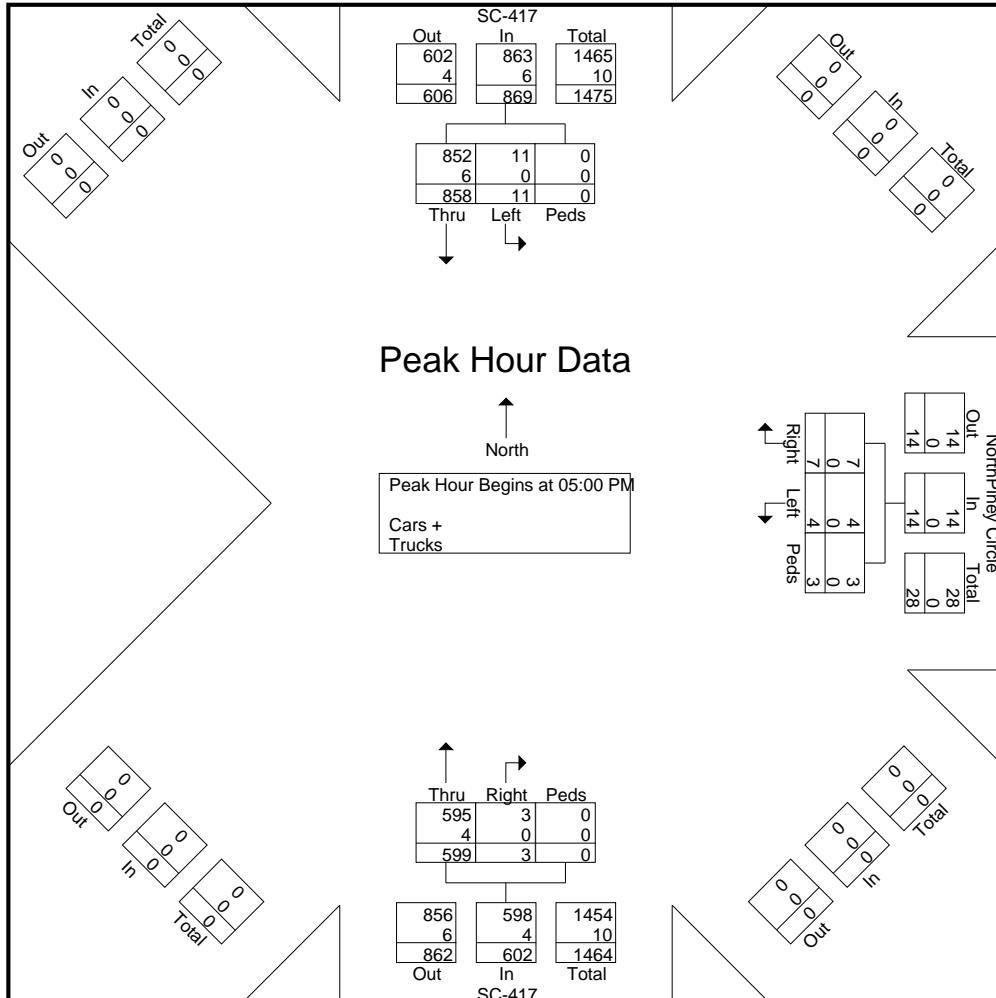 SC-417
Out In Total
602 863 1465
4 6 10
606 869 1475
852 11 0
6 0 0
858 11 0
Thru Left Peds
Total
0
0
0
In
0
0
0
Out
0
0
0
Out
0
0
0
In
0
0
0
Total
0
0
0
Peak Hour Data
North
Peak Hour Begins at 05:00 PM
Cars +
Trucks
NorthPiney Circle
Out In Total
14 14 28
0 0 0
14 14 28
7 4 3
0 0 0
7 4 3
Right Left Peds
Out
0
0
0
In
0
0
0
Total
0
0
0
Total
0
0
0
In
0
0
0
Out
0
0
0
Thru Right Peds
595 3 0
4 0 0
599 3 0
856 598 1454
6 4 10
862 602 1464
Out In Total
SC-417